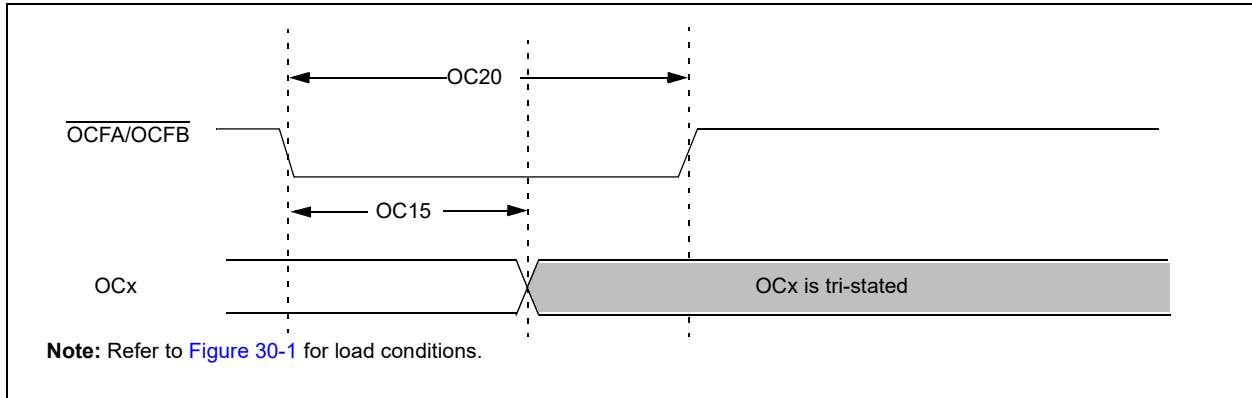 OC20
OCFA/OCFB
OC15
OCx
OCx is tri-stated
Note: Refer to Figure 30-1 for load conditions.